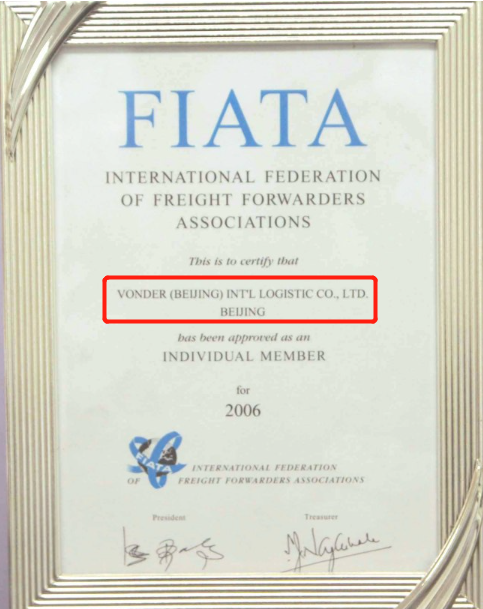 FIATA
INTERNATIONAL FEDERATION
OF FREIGHT FORWARDERS
ASSOCIATIONS
This is to certify that
VONDER (BEIJING) INT'L LOGISTIC CO., LTD.
BEIJING
has been approved as an
INDIVIDUAL MEMBER
for
2006
FIATA
INTERNATIONAL FEDERATION
OF FREIGHT FORWARDERS ASSOCIATIONS
President Treasurer